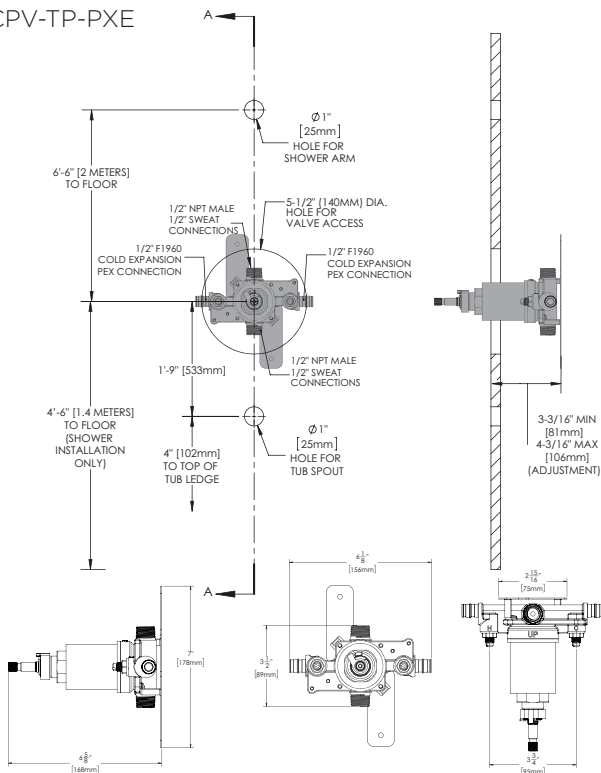 CPV-TP-PXE
A
Ø 1"
[25mm]
HOLE FOR
SHOWER ARM
6'-6" [2 METERS]
TO FLOOR
1/2" NPT MALE
1/2" SWEAT
CONNECTIONS
5-1/2" (140MM) DIA.
HOLE FOR
VALVE ACCESS
1/2" F1960
COLD EXPANSION
PEX CONNECTION
1/2" F1960
COLD EXPANSION
PEX CONNECTION
1/2" NPT MALE
1/2" SWEAT
CONNECTIONS
1'-9" [533mm]
4'-6" [1.4 METERS]
TO FLOOR
(SHOWER
INSTALLATION
ONLY)
4" [102mm]
TO TOP OF
TUB LEDGE
Ø 1"
[25mm]
HOLE FOR
TUB SPOUT
3-3/16" MIN
[81mm]
4-3/16" MAX
[106mm]
(ADJUSTMENT)
A
6 1/8"
[156mm]
2 15/16"
[75mm]
7"
[178mm]
3 1/2"
[89mm]
H
UP
C
6 5/8"
[168mm]
3 3/4"
[95mm]